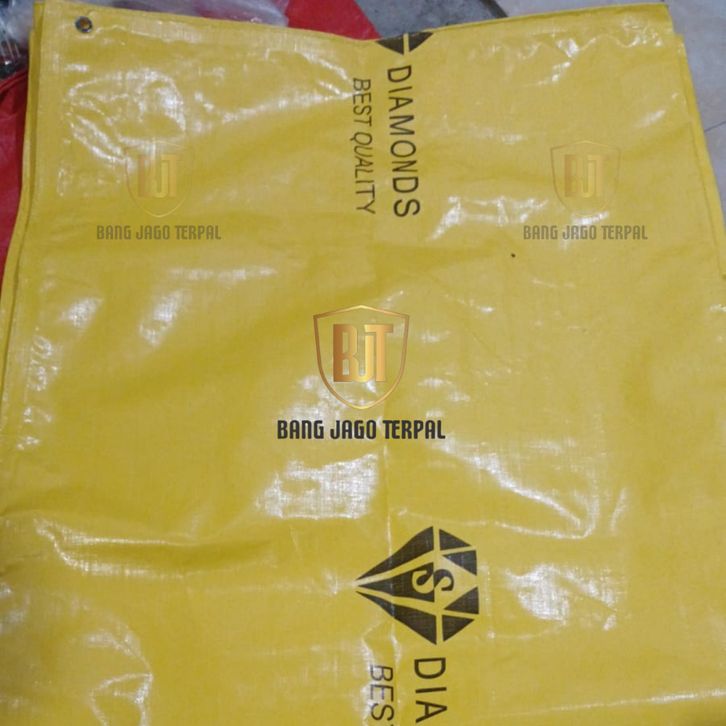 DIAMONDS
BEST QUALITY
BJT
BANG JAGO TERPAL
BJT
BANG JAGO TERPAL
BJT
BANG JAGO TERPAL
S
DIA
BEST